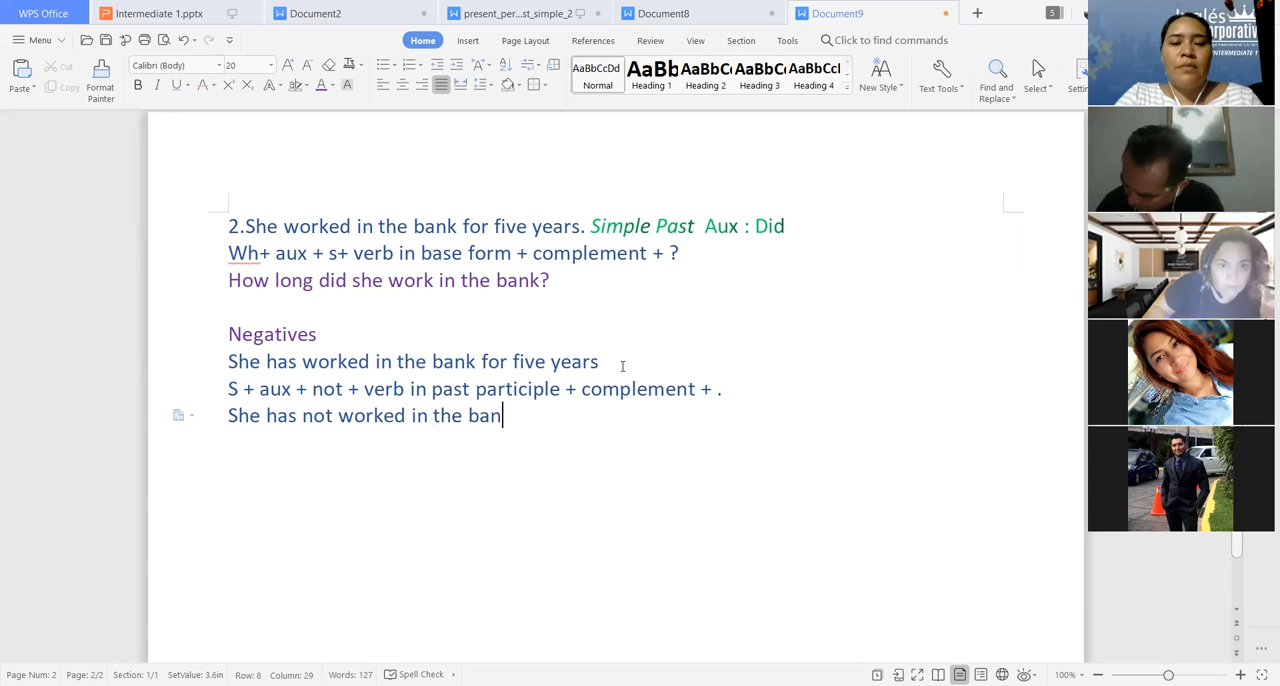 WPS Office
Intermediate 1.pptx
Document2
present_per...st_simple_2
Document8
Document9
5
Menu
Home
Insert
Page Layout
References
Review
View
Section
Tools
Click to find commands
Paste
Cut
Copy
Format Painter
Calibri (Body)
20
AaBbCcDd
Normal
AaBb
Heading 1
AaBbC
Heading 2
AaBbC
Heading 3
AaBbCcl
Heading 4
New Style
Text Tools
Find and Replace
Select
2.She worked in the bank for five years. Simple Past Aux : Did
Wh+ aux + s+ verb in base form + complement + ?
How long did she work in the bank?
Negatives
She has worked in the bank for five years
S + aux + not + verb in past participle + complement + .
She has not worked in the ban
Page Num: 2
Page: 2/2
Section: 1/1
SetValue: 3.6in
Row: 8
Column: 29
Words: 127
Spell Check
100%
INTERMEDIATE 1